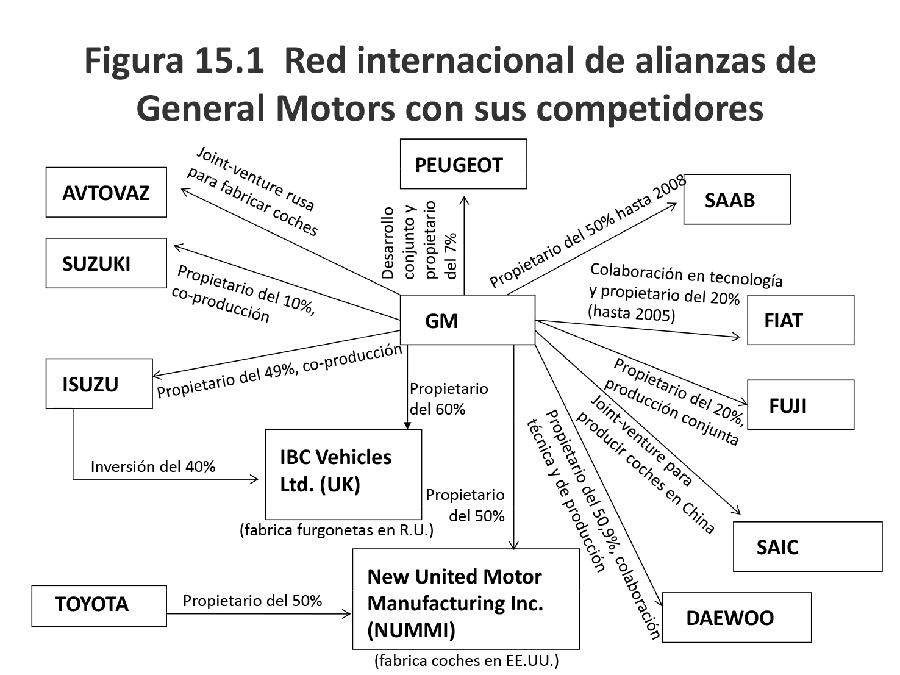 Figura 15.1 Red internacional de alianzas de
General Motors con sus competidores
PEUGEOT
AVTOVAZ
Joint-venture rusa
para fabricar coches
SAAB
Propietario del 50% hasta 2008
Desarrollo
conjunto y
propietario
del 7%
SUZUKI
Propietario del 10%,
co-producción
Colaboración en tecnología
y propietario del 20%
(hasta 2005)
GM
FIAT
ISUZU
Propietario del 49%, co-producción
Propietario
del 60%
Propietario del 20%,
producción conjunta
FUJI
Joint-venture para
producir coches en China
Propietario del 50,9%, colaboración
técnica y de producción
Inversión del 40%
IBC Vehicles
Ltd. (UK)
(fabrica furgonetas en R.U.)
Propietario
del 50%
SAIC
New United Motor
Manufacturing Inc.
(NUMMI)
TOYOTA
Propietario del 50%
DAEWOO
(fabrica coches en EE.UU.)